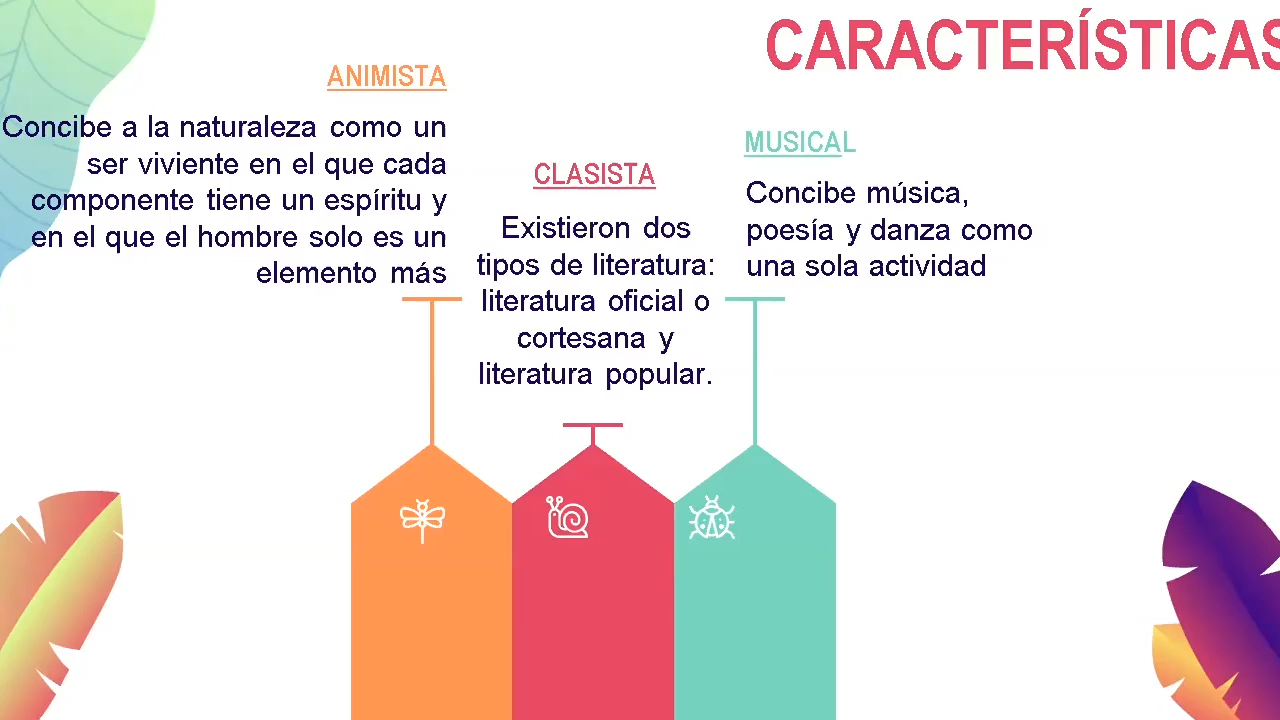 CARACTERÍSTICAS
ANIMISTA
Concibe a la naturaleza como un
ser viviente en el que cada
componente tiene un espíritu y
en el que el hombre solo es un
elemento más
CLASISTA
Existieron dos
tipos de literatura:
literatura oficial o
cortesana y
literatura popular.
MUSICAL
Concibe música,
poesía y danza como
una sola actividad